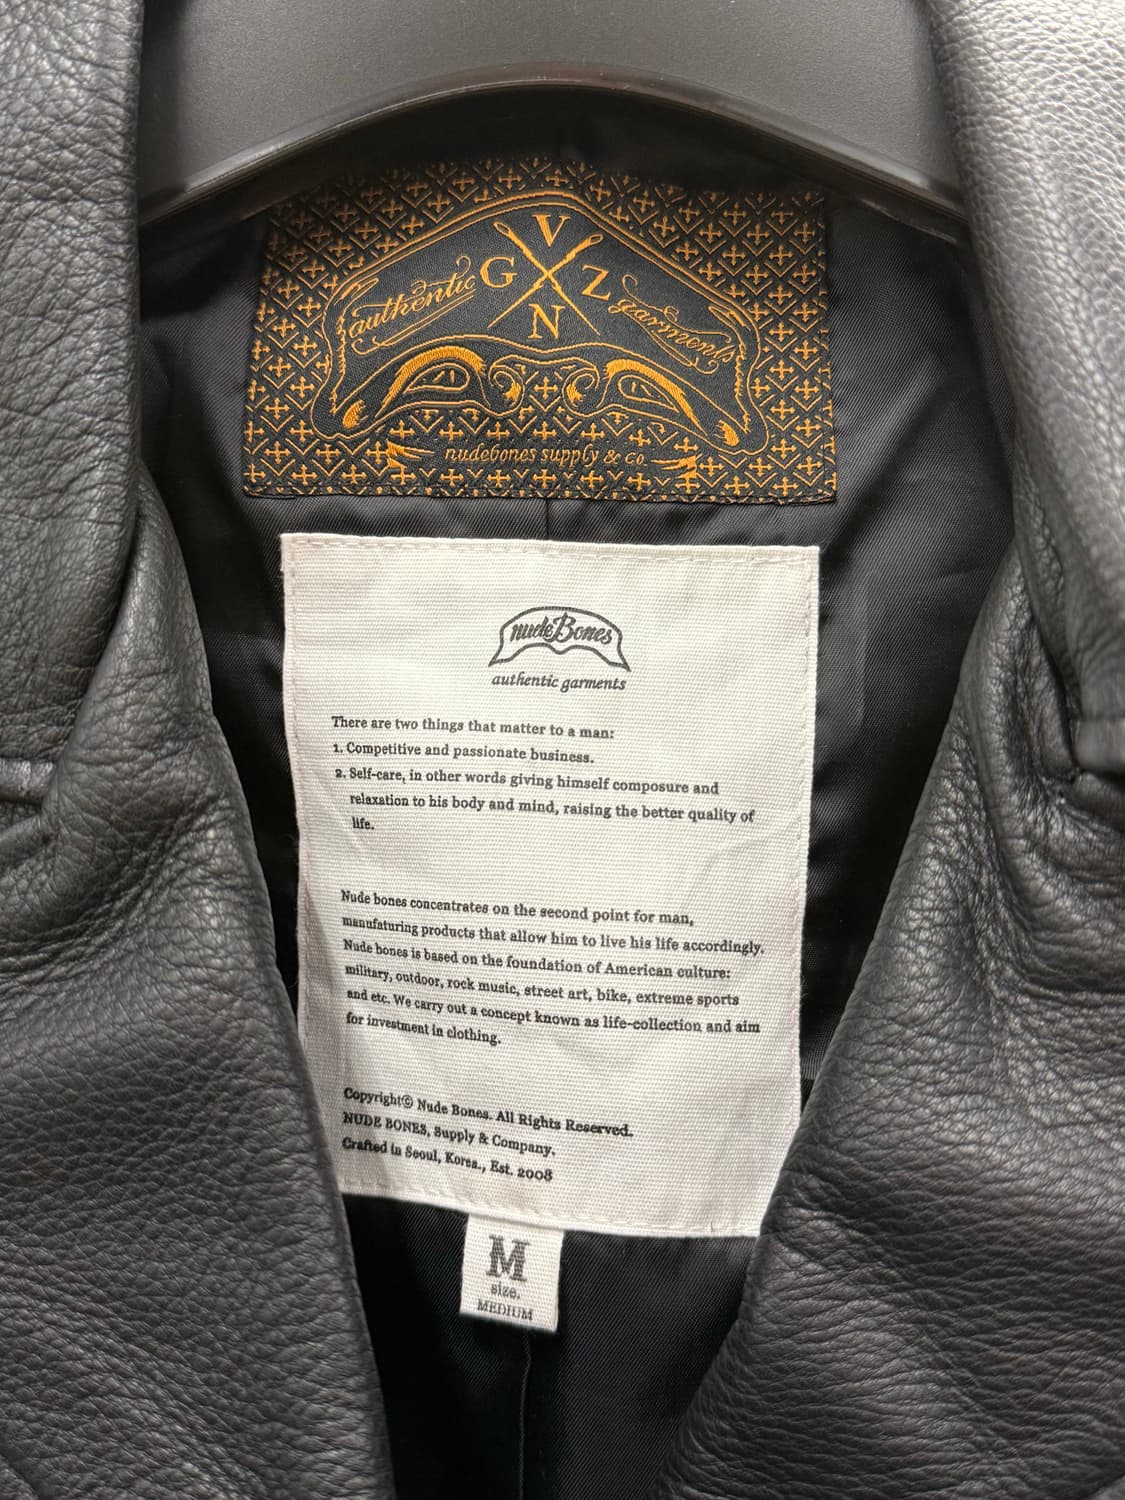 V
G Z
N
authentic garments
nudebones supply & co.
nudeBones
authentic garments
There are two things that matter to a man:
1. Competitive and passionate business.
2. Self-care, in other words giving himself composure and
relaxation to his body and mind, raising the better quality of
life.
Nude bones concentrates on the second point for man,
manufaturing products that allow him to live his life accordingly.
Nude bones is based on the foundation of American culture:
military, outdoor, rock music, street art, bike, extreme sports
and etc. We carry out a concept known as life-collection and aim
for investment in clothing.
Copyright© Nude Bones. All Rights Reserved.
NUDE BONES, Supply & Company.
Crafted in Seoul, Korea., Est. 2008
M
size.
MEDIUM